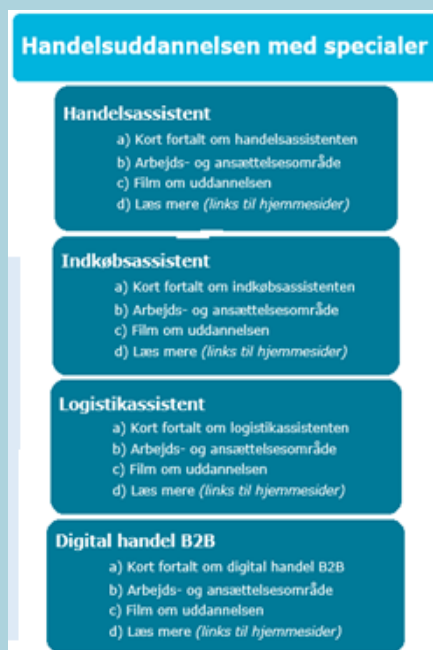 Handelsuddannelsen med specialer
Handelsassistent
a) Kort fortalt om handelsassistenten
b) Arbejds- og ansættelsesområde
c) Film om uddannelsen
d) Læs mere (links til hjemmesider)
Indkøbsassistent
a) Kort fortalt om indkøbsassistenten
b) Arbejds- og ansættelsesområde
c) Film om uddannelsen
d) Læs mere (links til hjemmesider)
Logistikassistent
a) Kort fortalt om logistikassistenten
b) Arbejds- og ansættelsesområde
c) Film om uddannelsen
d) Læs mere (links til hjemmesider)
Digital handel B2B
a) Kort fortalt om digital handel B2B
b) Arbejds- og ansættelsesområde
c) Film om uddannelsen
d) Læs mere (links til hjemmesider)